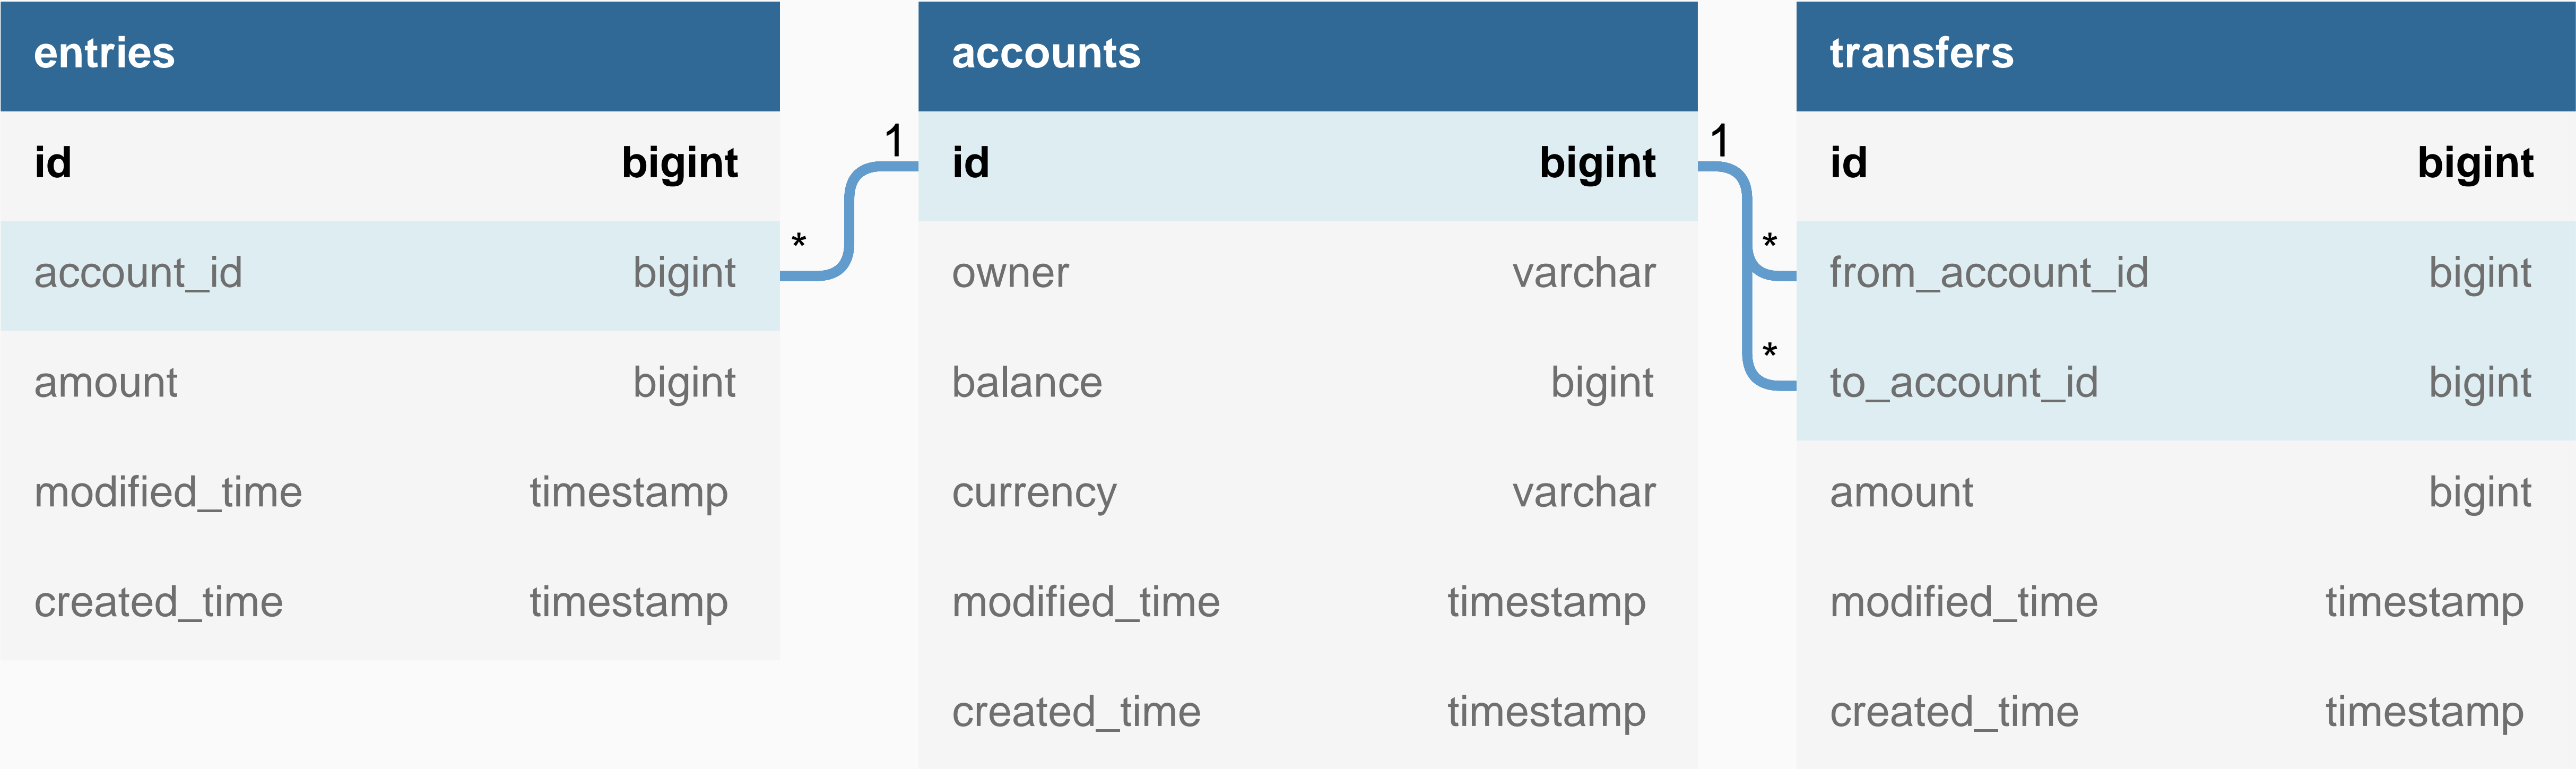 entries
id bigint
account_id bigint
amount bigint
modified_time timestamp
created_time timestamp
1
*
accounts
id bigint
owner varchar
balance bigint
currency varchar
modified_time timestamp
created_time timestamp
1
*
*
transfers
id bigint
from_account_id bigint
to_account_id bigint
amount bigint
modified_time timestamp
created_time timestamp